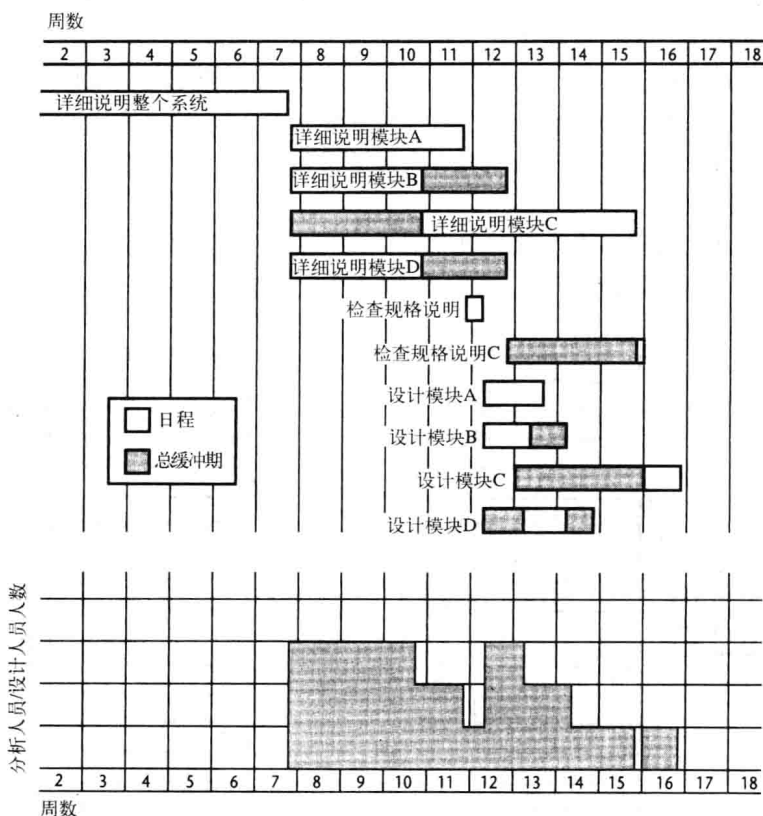 周数
2 3 4 5 6 7 8 9 10 11 12 13 14 15 16 17 18
详细说明整个系统
详细说明模块A
详细说明模块B
详细说明模块C
详细说明模块D
检查规格说明
检查规格说明C
设计模块A
设计模块B
设计模块C
设计模块D
日程
总缓冲期
分析人员/设计人员人数
2 3 4 5 6 7 8 9 10 11 12 13 14 15 16 17 18
周数